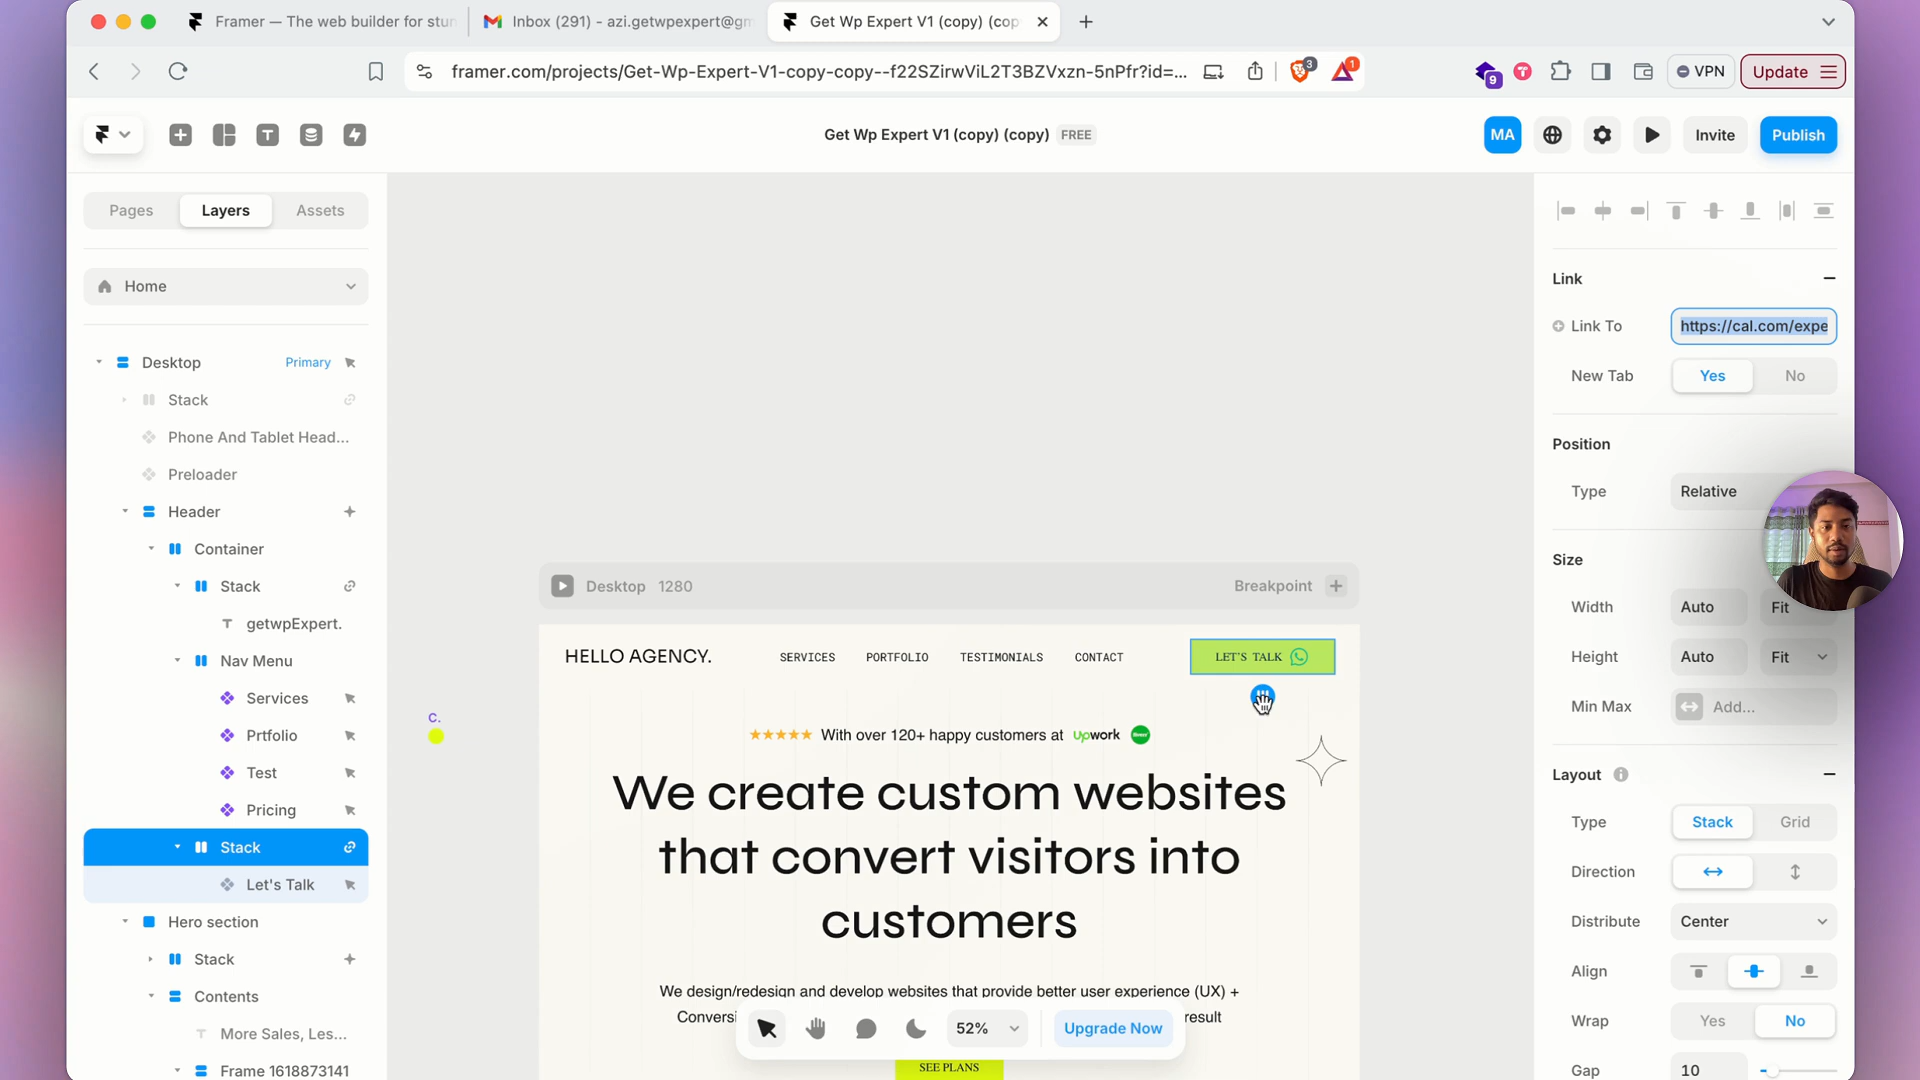 Framer — The web builder for stun
Inbox (291) - azi.getwpexpert@gm
Get Wp Expert V1 (copy) (cop
framer.com/projects/Get-Wp-Expert-V1-copy-copy--f22SZirwViL2T3BZVxzn-5nPfr?id=...
3
1
9
VPN
Update
Get Wp Expert V1 (copy) (copy) FREE
MA
Invite
Publish
Pages
Layers
Assets
Home
Desktop
Primary
Stack
Phone And Tablet Head...
Preloader
Header
Container
Stack
getwpExpert.
Nav Menu
Services
Prtfolio
Test
Pricing
Stack
Let's Talk
Hero section
Stack
Contents
More Sales, Les...
Frame 1618873141
C.
Desktop 1280
Breakpoint
HELLO AGENCY.
SERVICES
PORTFOLIO
TESTIMONIALS
CONTACT
LET'S TALK
With over 120+ happy customers at upwork
We create custom websites
that convert visitors into
customers
We design/redesign and develop websites that provide better user experience (UX) +
result
52%
Upgrade Now
SEE PLANS
Link
Link To
https://cal.com/expe
New Tab
Yes
No
Position
Type
Relative
Size
Width
Auto
Fit
Height
Auto
Fit
Min Max
Add...
Layout
Type
Stack
Grid
Direction
Distribute
Center
Align
Wrap
Yes
No
Gap
10